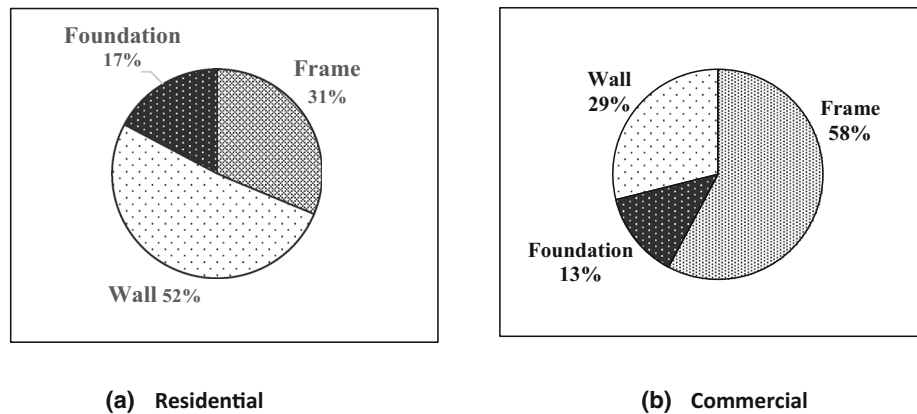 Foundation
17%
Frame
31%
Wall 52%
(a) Residential
Wall
29%
Frame
58%
Foundation
13%
(b) Commercial